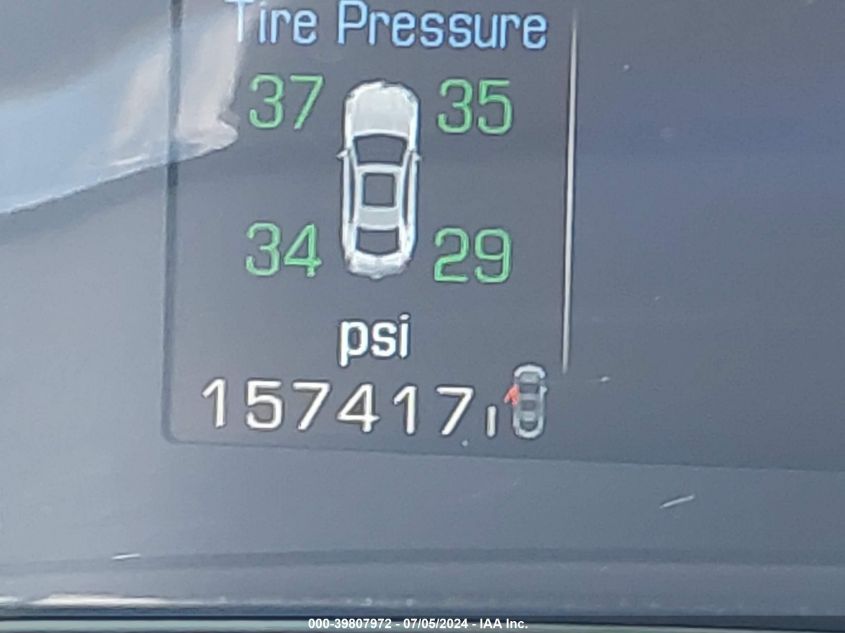 Tire Pressure
37 35
34 29
psi
157417
000-39807972 - 07/05/2024 - IAA Inc.